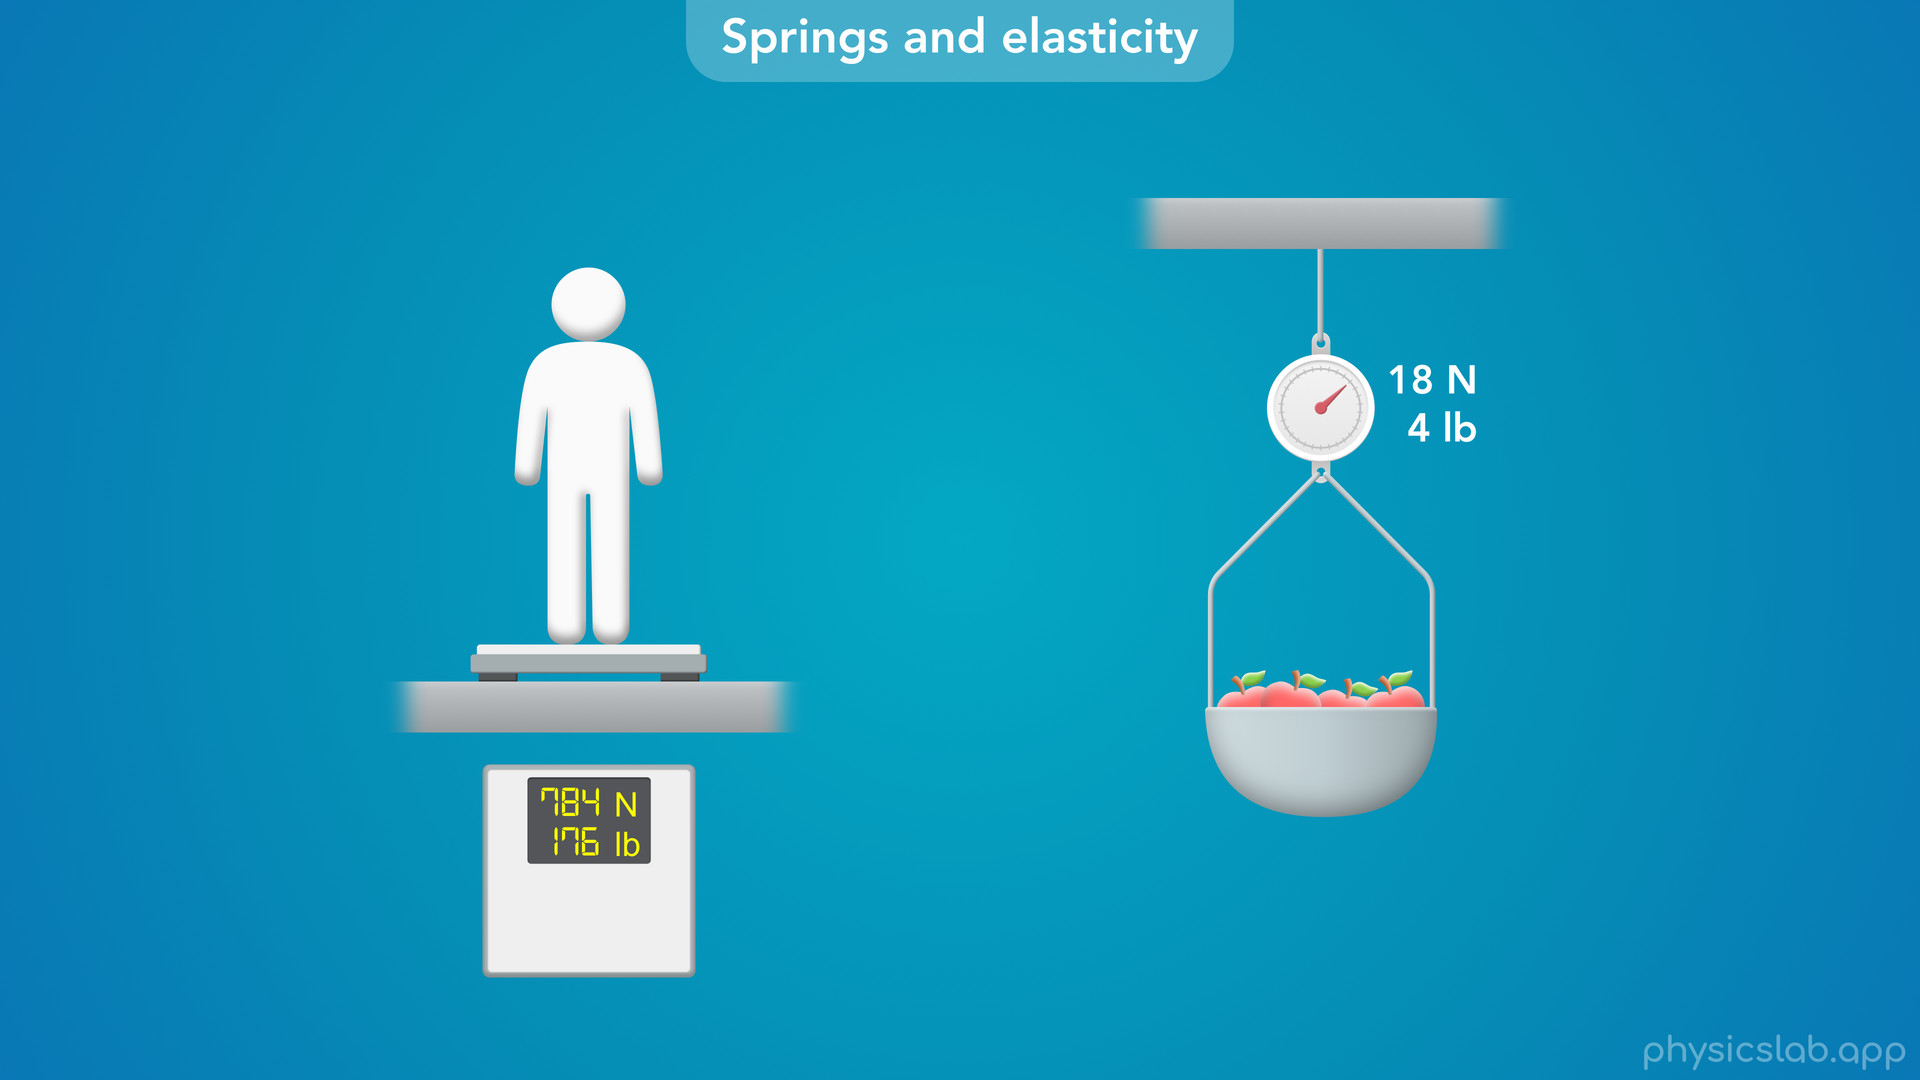 Springs and elasticity
18 N
4 lb
784 N
176 lb
physicslab.app